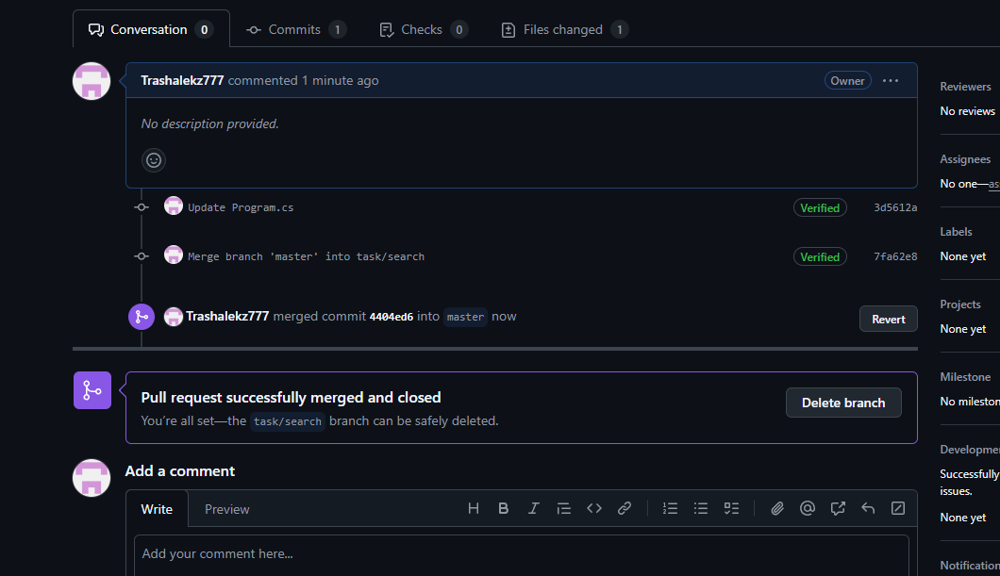 Conversation 0 Commits 1 Checks 0 Files changed 1
Trashalekz777 commented 1 minute ago Owner
No description provided.
Update Program.cs Verified 3d5612a
Merge branch 'master' into task/search Verified 7fa62e8
Trashalekz777 merged commit 4404ed6 into master now Revert
Pull request successfully merged and closed
You're all set—the task/search branch can be safely deleted.
Delete branch
Add a comment
Write Preview
Add your comment here...
Reviewers
No reviews
Assignees
No one—as
Labels
None yet
Projects
None yet
Milestone
No mileston
Developme
Successfully
issues.
None yet
Notification